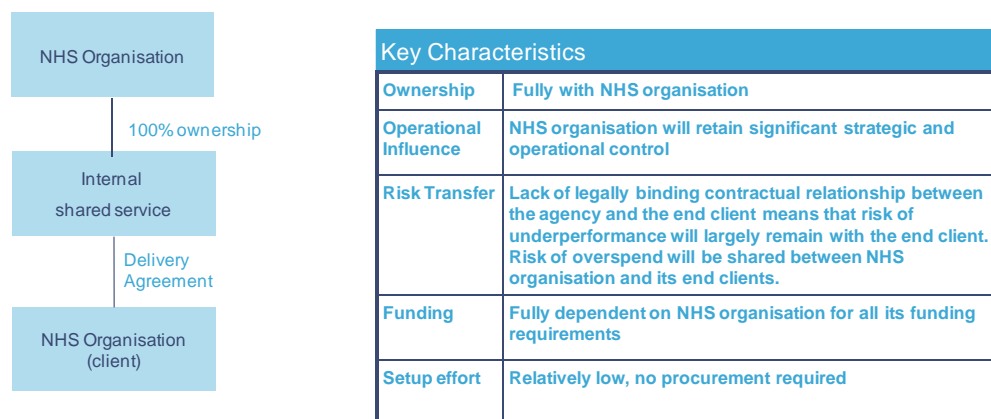 NHS Organisation
100% ownership
Internal
shared service
Delivery
Agreement
NHS Organisation
(client)
Key Characteristics
Ownership
Fully with NHS organisation
Operational
Influence
NHS organisation will retain significant strategic and
operational control
Risk Transfer
Lack of legally binding contractual relationship between
the agency and the end client means that risk of
underperformance will largely remain with the end client.
Risk of overspend will be shared between NHS
organisation and its end clients.
Funding
Fully dependent on NHS organisation for all its funding
requirements
Setup effort
Relatively low, no procurement required